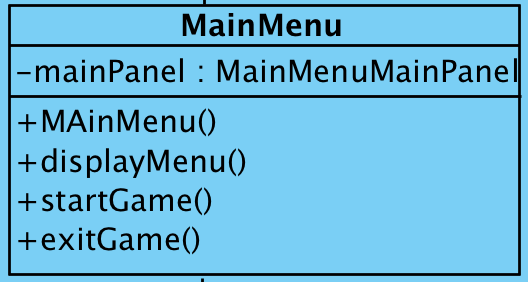 MainMenu
-mainPanel : MainMenuMainPanel
+MAinMenu()
+displayMenu()
+startGame()
+exitGame()